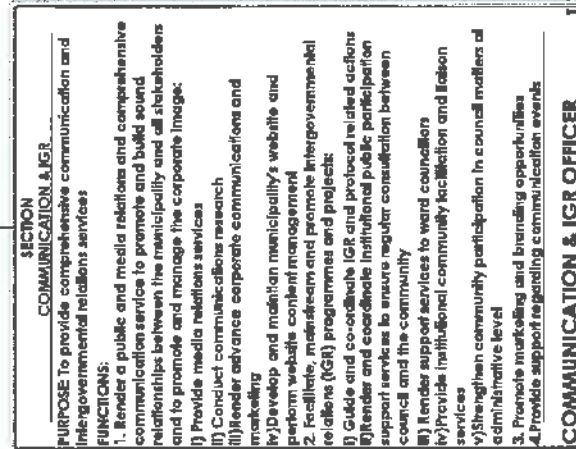 SECTION
COMMUNICATION & IGR
PURPOSE: To provide comprehensive communication and
intergovernmental relations services
FUNCTIONS:
1. Render a public and media relations and comprehensive
communication service to promote and build sound
relationships between the municipality and all stakeholders
and to promote and manage the corporate image:
i) Provide media relations services
ii) Conduct communications research
iii)Render advance corporate communications and
marketing
iv)Develop and maintian municipality's website and
perform website content management
2. Facilitate, mainstream and promote intergovernmental
relations (IGR) programmes and projects:
i) Guide and co-ordinate IGR and protocol related actions
ii)Render and coordinate institutional public participation
support services to ensure regular consultation between
council and the community
iii) Render support services to ward councillors
iv)Provide institutional community facilitation and liaison
services
v)Strengthen community participation in council matters at
administrative level
3. Promote marketing and branding opportunities
4.Provide support regarding communication events
COMMUNICATION & IGR OFFICER